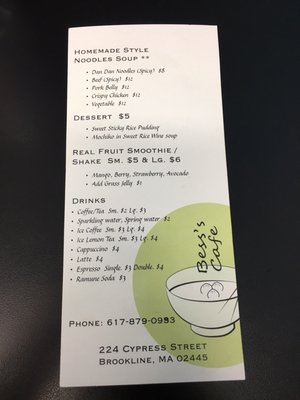 Homemade Style
Noodles Soup **
• Dan Dan Noodles (Spicy) $8
• Beef (Spicy) $12
• Pork Belly $12
• Crispy Chicken $12
• Vegetable $12
Dessert $5
• Sweet Sticky Rice Pudding
• Mochiko in Sweet Rice Wine soup
Real Fruit Smoothie /
Shake Sm. $5 & Lg. $6
• Mango, Berry, Strawberry, Avocado
• Add Grass Jelly $1
Drinks
• Coffee/Tea Sm. $2 Lg. $3
• Sparkling water, Spring water $2
• Ice Coffee Sm. $3 Lg. $4
• Ice Lemon Tea Sm. $3 Lg. $4
• Cappuccino $4
• Latte $4
• Espresso Single. $3 Double. $4
• Ramune Soda $3
Bess's
Cafe
Phone: 617-879-0933
224 Cypress Street
Brookline, MA 02445